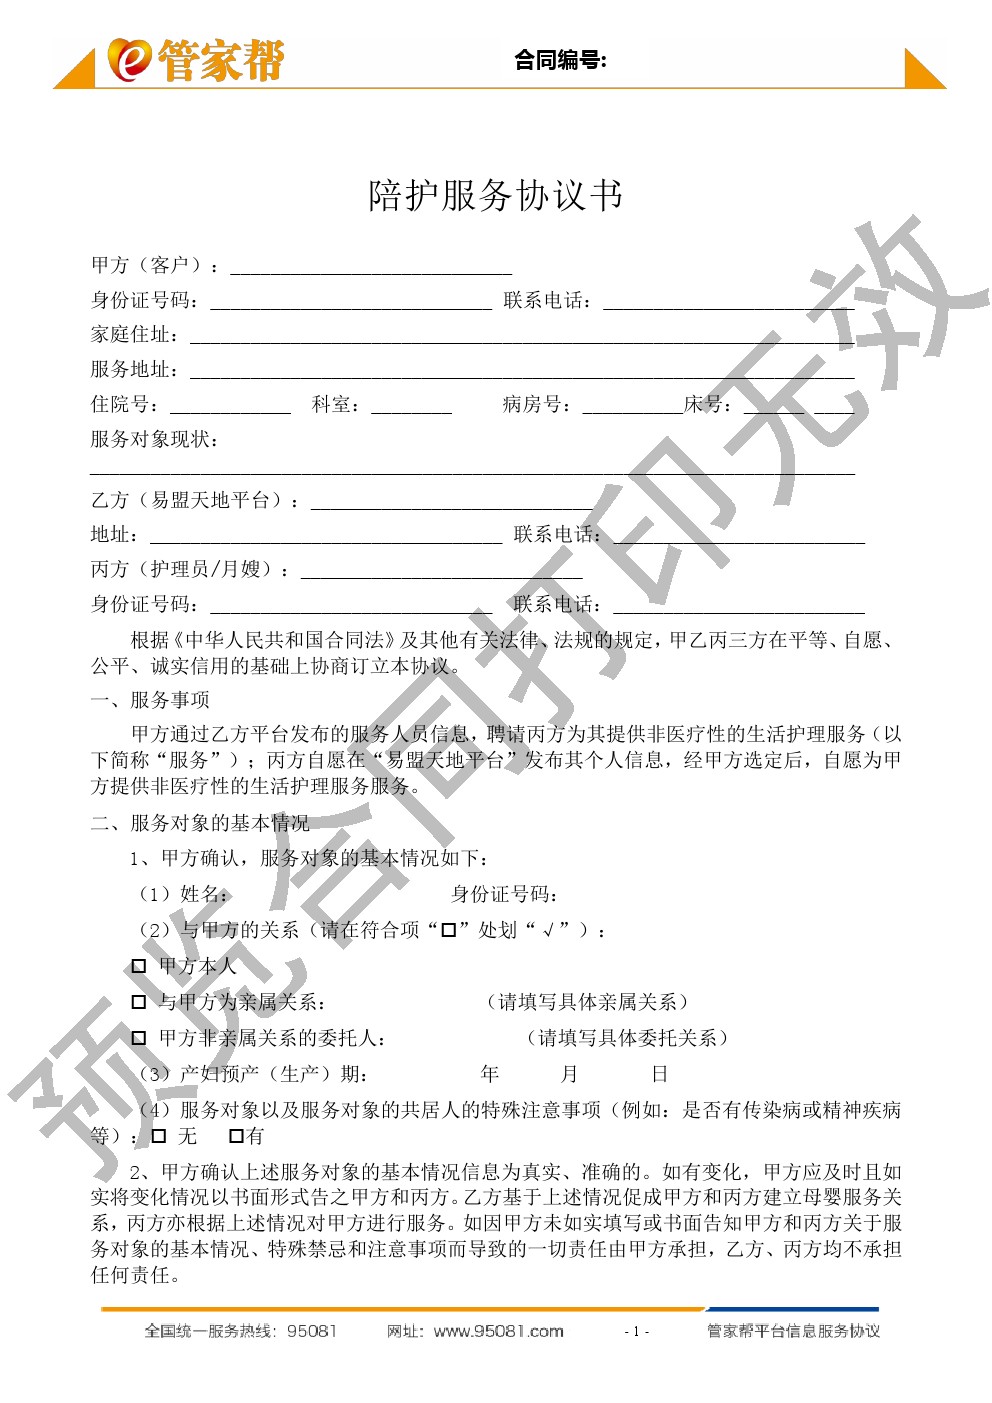 管家帮
合同编号:
陪护服务协议书
甲方（客户）：____________________________
身份证号码：____________________________ 联系电话：_________________________
家庭住址：__________________________________________________________________
服务地址：__________________________________________________________________
住院号：____________ 科室：________ 病房号：__________床号：______ ____
服务对象现状：
____________________________________________________________________________
乙方（易盟天地平台）：____________________________
地址：___________________________________ 联系电话：_________________________
丙方（护理员/月嫂）：____________________________
身份证号码：____________________________ 联系电话：_________________________
根据《中华人民共和国合同法》及其他有关法律、法规的规定，甲乙丙三方在平等、自愿、
公平、诚实信用的基础上协商订立本协议。
一、服务事项
甲方通过乙方平台发布的服务人员信息，聘请丙方为其提供非医疗性的生活护理服务（以
下简称“服务”）；丙方自愿在“易盟天地平台”发布其个人信息，经甲方选定后，自愿为甲
方提供非医疗性的生活护理服务服务。
二、服务对象的基本情况
1、甲方确认，服务对象的基本情况如下：
（1）姓名： 身份证号码：
（2）与甲方的关系（请在符合项“□”处划“√”）：
□ 甲方本人
□ 与甲方为亲属关系： （请填写具体亲属关系）
□ 甲方非亲属关系的委托人： （请填写具体委托关系）
（3）产妇预产（生产）期： 年 月 日
（4）服务对象以及服务对象的共居人的特殊注意事项（例如：是否有传染病或精神疾病
等）：□ 无 □有
2、甲方确认上述服务对象的基本情况信息为真实、准确的。如有变化，甲方应及时且如
实将变化情况以书面形式告之甲方和丙方。乙方基于上述情况促成甲方和丙方建立母婴服务关
系，丙方亦根据上述情况对甲方进行服务。如因甲方未如实填写或书面告知甲方和丙方关于服
务对象的基本情况、特殊禁忌和注意事项而导致的一切责任由甲方承担，乙方、丙方均不承担
任何责任。
预览合同打印无效
全国统一服务热线：95081 网址：www.95081.com - 1 - 管家帮平台信息服务协议